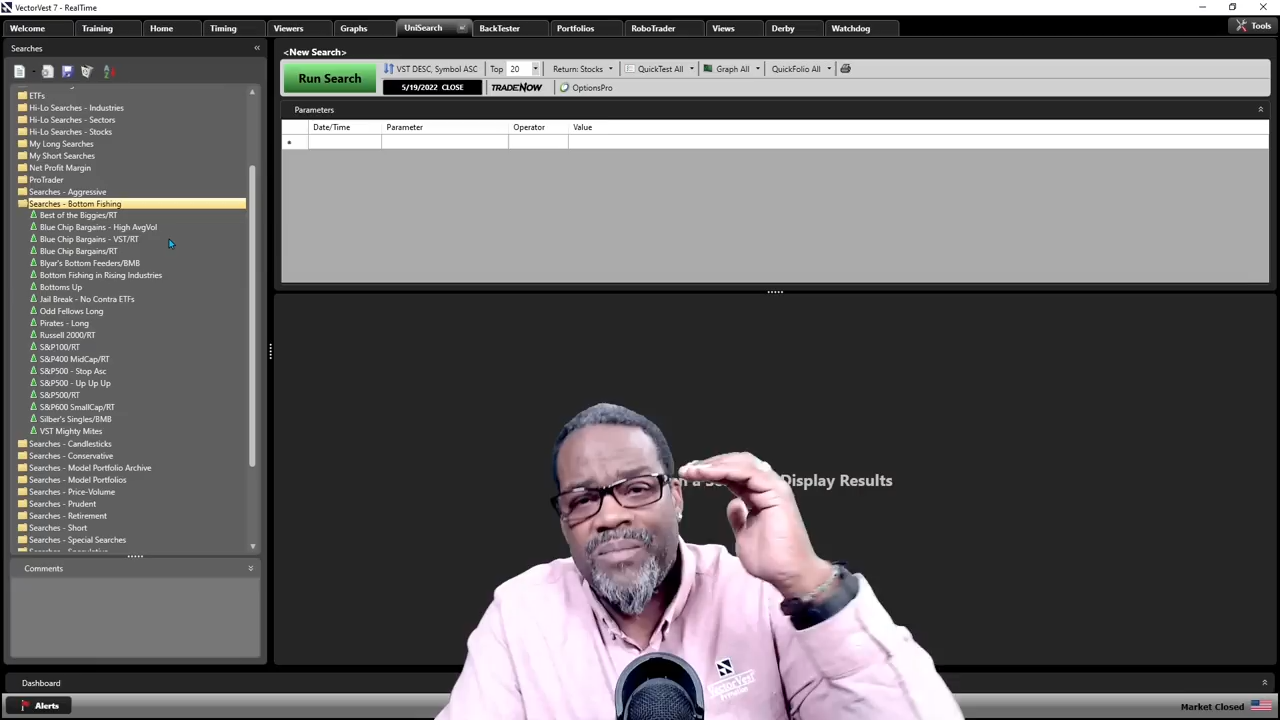 VectorVest 7 - RealTime
Welcome
Training
Home
Timing
Viewers
Graphs
UniSearch
BackTester
Portfolios
RoboTrader
Views
Derby
Watchdog
Tools
Searches
<New Search>
Run Search
VST DESC, Symbol ASC
Top 20
Return: Stocks
QuickTest All
Graph All
QuickFolio All
5/19/2022 CLOSE
TRADENOW
OptionsPro
Parameters
Date/Time
Parameter
Operator
Value
ETFs
Hi-Lo Searches - Industries
Hi-Lo Searches - Sectors
Hi-Lo Searches - Stocks
My Long Searches
My Short Searches
Net Profit Margin
ProTrader
Searches - Aggressive
Searches - Bottom Fishing
Best of the Biggies/RT
Blue Chip Bargains - High AvgVol
Blue Chip Bargains - VST/RT
Blue Chip Bargains/RT
Blyar's Bottom Feeders/BMB
Bottom Fishing in Rising Industries
Bottoms Up
Jail Break - No Contra ETFs
Odd Fellows Long
Pirates - Long
Russell 2000/RT
S&P100/RT
S&P400 MidCap/RT
S&P500 - Stop Asc
S&P500 - Up Up Up
S&P500/RT
S&P600 SmallCap/RT
Silber's Singles/BMB
VST Mighty Mites
Searches - Candlesticks
Searches - Conservative
Searches - Model Portfolio Archive
Searches - Model Portfolios
Searches - Price-Volume
Searches - Prudent
Searches - Retirement
Searches - Short
Searches - Special Searches
Display Results
Comments
VectorVest
Dashboard
Alerts
Market Closed